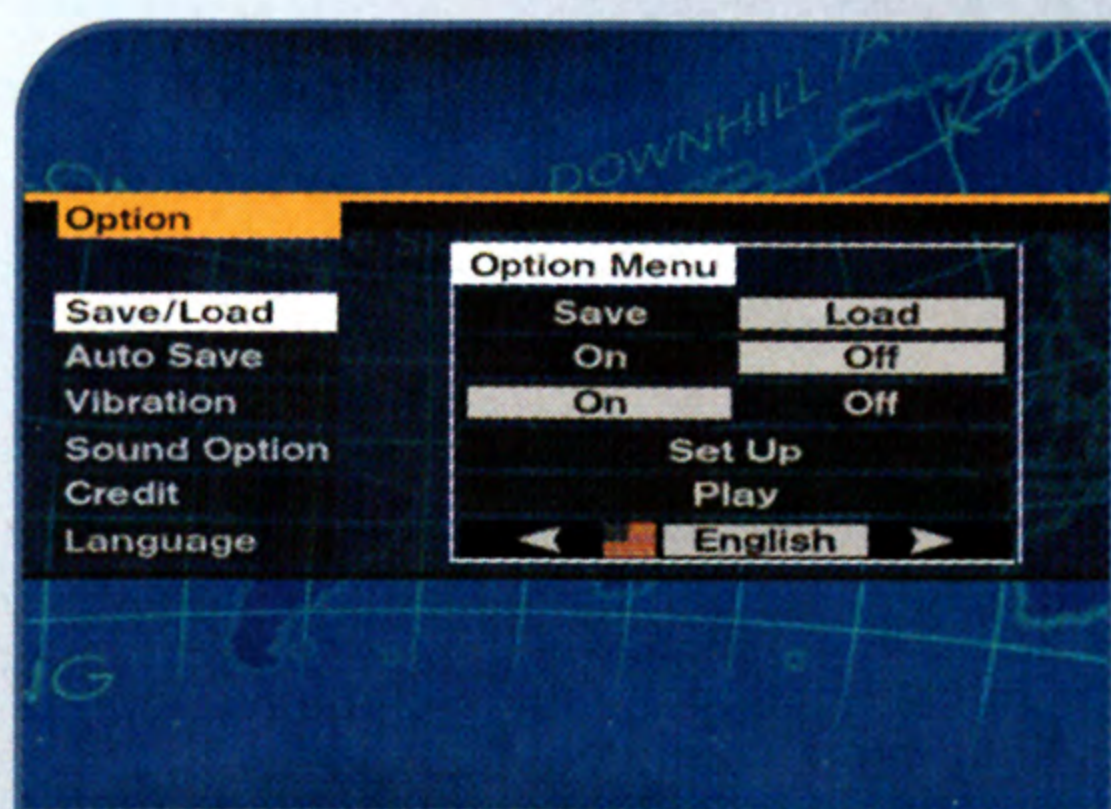 DOWNHILL
Option
Option Menu
Save/Load Save Load
Auto Save On Off
Vibration On Off
Sound Option Set Up
Credit Play
Language English